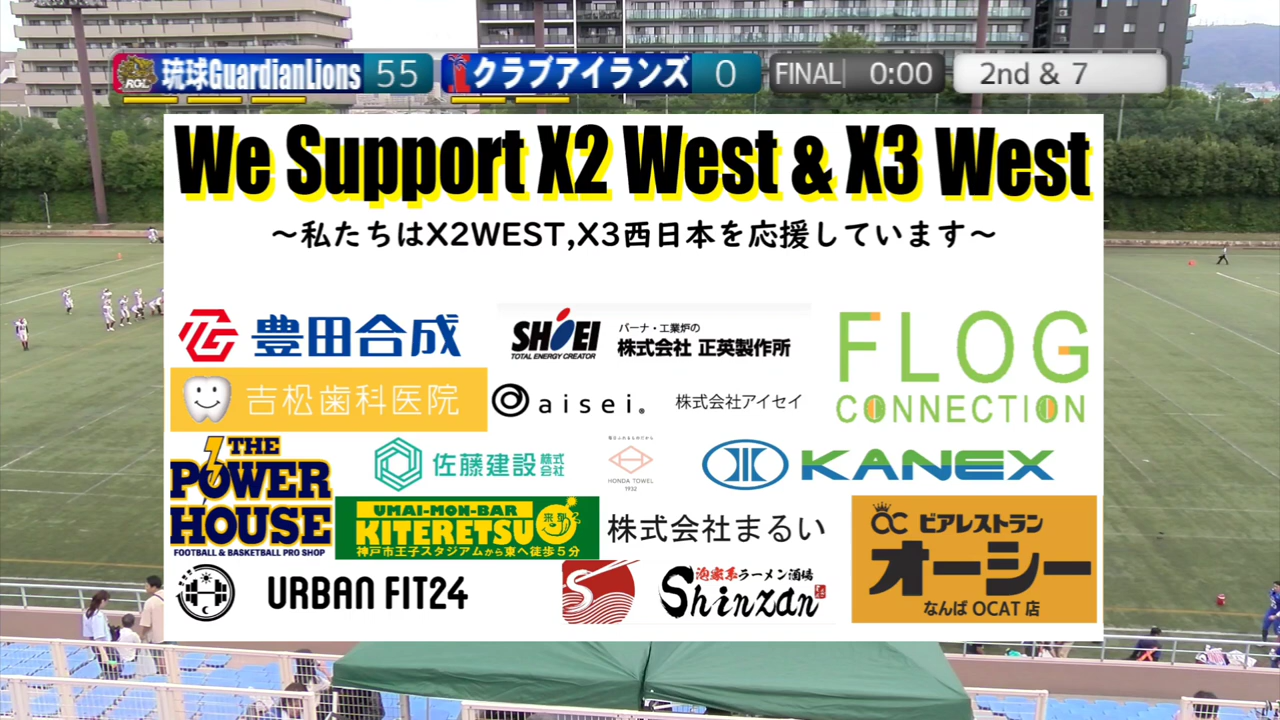 RGL 琉球GuardianLions 55 クラブアイランズ 0 FINAL 0:00 2nd & 7
We Support X2 West & X3 West
～私たちはX2WEST,X3西日本を応援しています～
豊田合成
SHOEI
TOTAL ENERGY CREATOR
バーナ・工業炉の
株式会社 正英製作所
FLOG
CONNECTION
吉松歯科医院
aisei. 株式会社アイセイ
THE
POWER
HOUSE
FOOTBALL & BASKETBALL PRO SHOP
佐藤建設株式会社
HONDA TOWEL
1932
KANEX
UMAI-MON-BAR
KITERETSU
神戸市王子スタジアムから東へ徒歩5分
株式会社まるい
OC ビアレストラン
オーシー
なんば OCAT 店
URBAN FIT24
泡家系ラーメン酒場
Shinzan